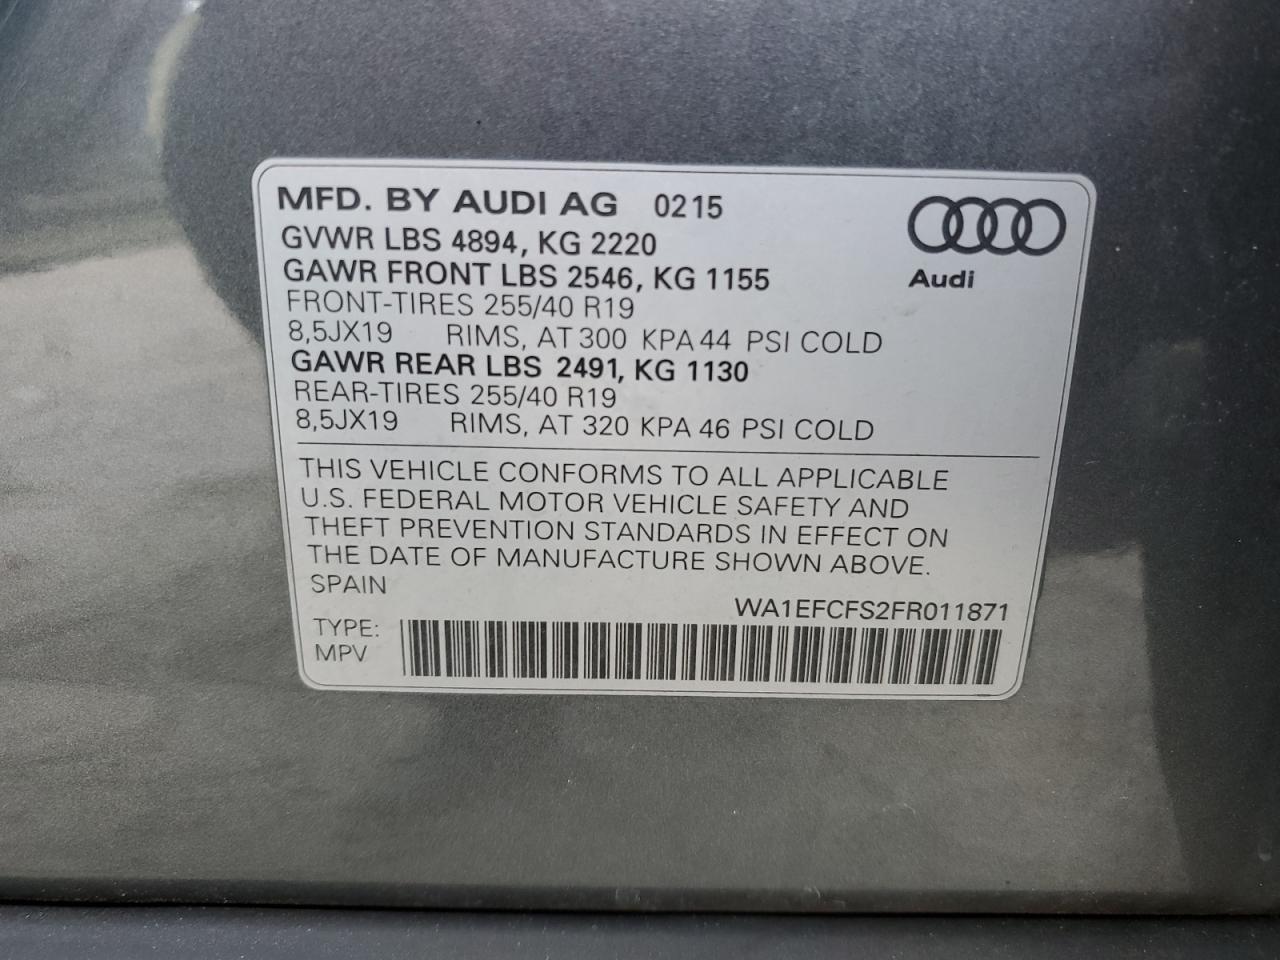 MFD. BY AUDI AG 0215
GVWR LBS 4894, KG 2220
GAWR FRONT LBS 2546, KG 1155
Audi
FRONT-TIRES 255/40 R19
8,5JX19 RIMS, AT 300 KPA 44 PSI COLD
GAWR REAR LBS 2491, KG 1130
REAR-TIRES 255/40 R19
8,5JX19 RIMS, AT 320 KPA 46 PSI COLD
THIS VEHICLE CONFORMS TO ALL APPLICABLE
U.S. FEDERAL MOTOR VEHICLE SAFETY AND
THEFT PREVENTION STANDARDS IN EFFECT ON
THE DATE OF MANUFACTURE SHOWN ABOVE.
SPAIN
WA1EFCFS2FR011871
TYPE:
MPV